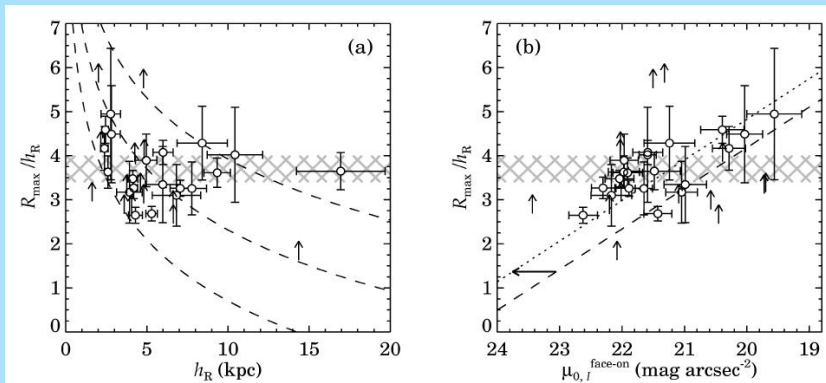 7
6
5
4
3
2
1
0
R_max /h_R
(a)
0 5 10 15 20
h_R (kpc)
7
6
5
4
3
2
1
0
R_max /h_R
(b)
24 23 22 21 20 19
μ_0, I^face-on (mag arcsec^-2)